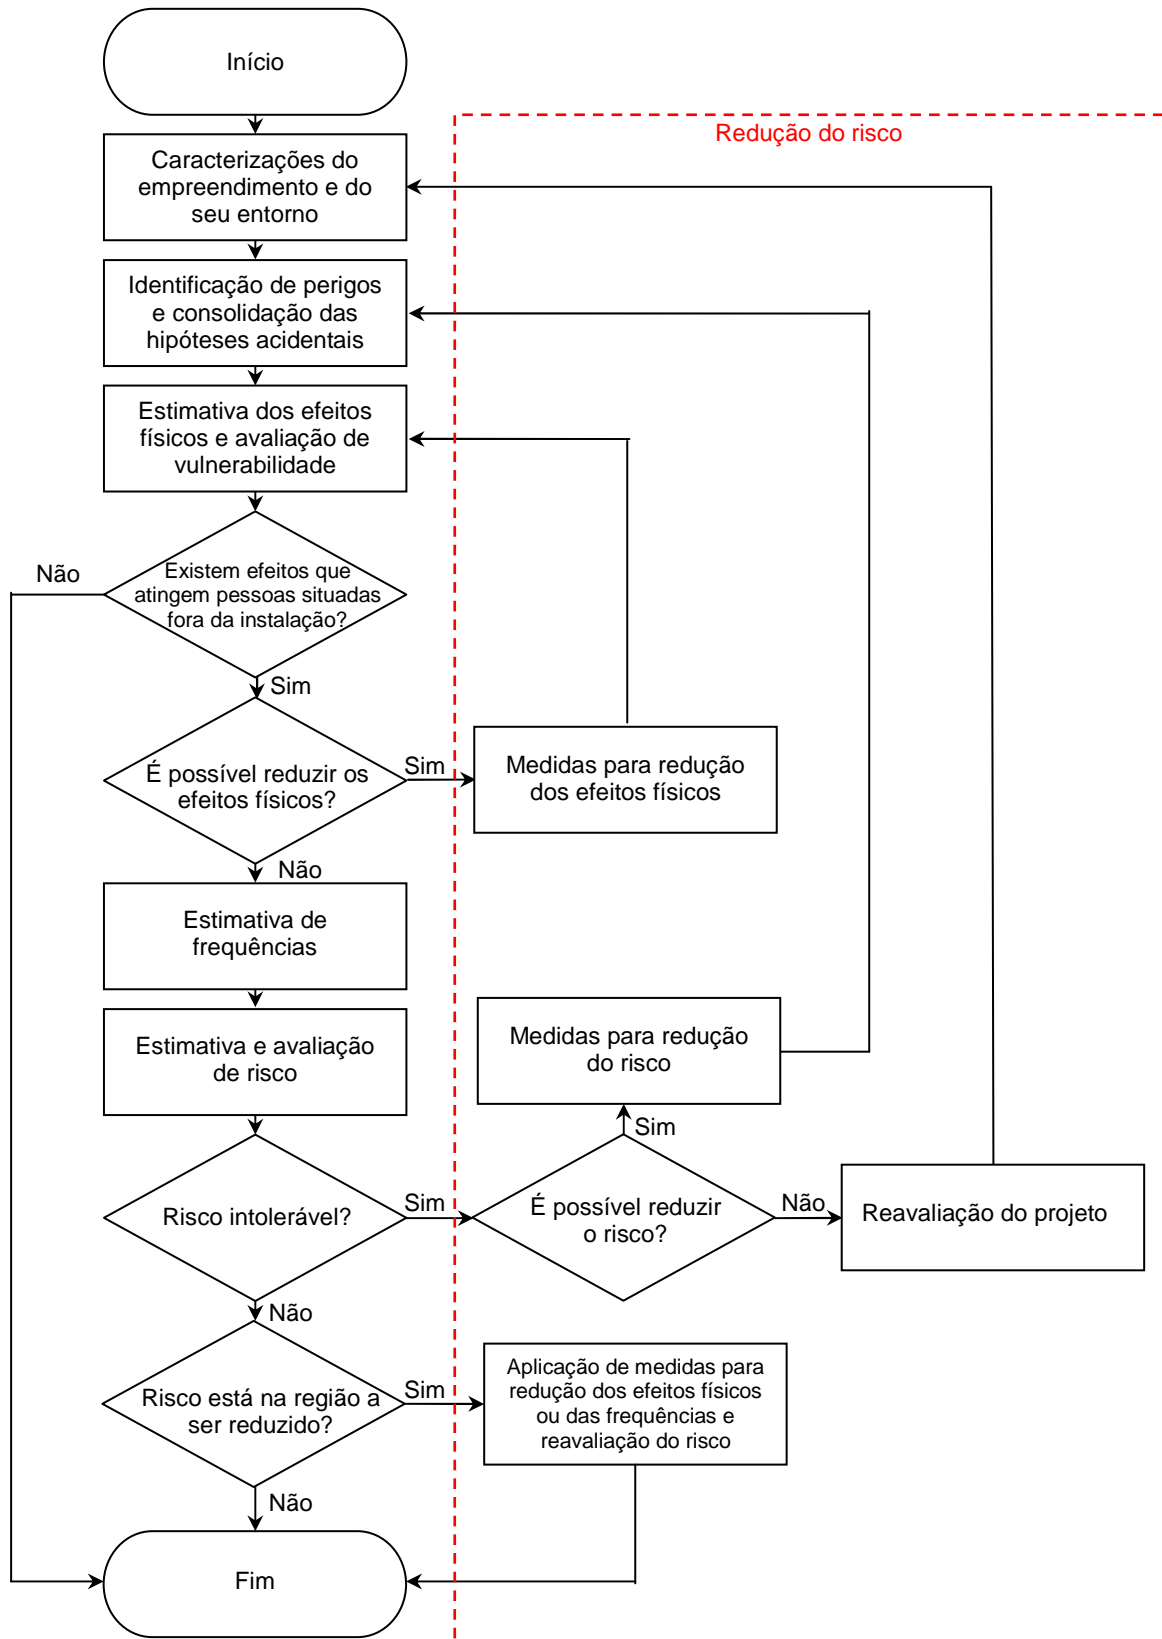 Início
Redução do risco
Caracterizações do
empreendimento e do
seu entorno
Identificação de perigos
e consolidação das
hipóteses acidentais
Estimativa dos efeitos
físicos e avaliação de
vulnerabilidade
Não
Existem efeitos que
atingem pessoas situadas
fora da instalação?
Sim
É possível reduzir os
efeitos físicos?
Sim
Medidas para redução
dos efeitos físicos
Não
Estimativa de
frequências
Estimativa e avaliação
de risco
Medidas para redução
do risco
Sim
Risco intolerável?
Sim
É possível reduzir
o risco?
Não
Reavaliação do projeto
Não
Risco está na região a
ser reduzido?
Sim
Aplicação de medidas para
redução dos efeitos físicos
ou das frequências e
reavaliação do risco
Não
Fim